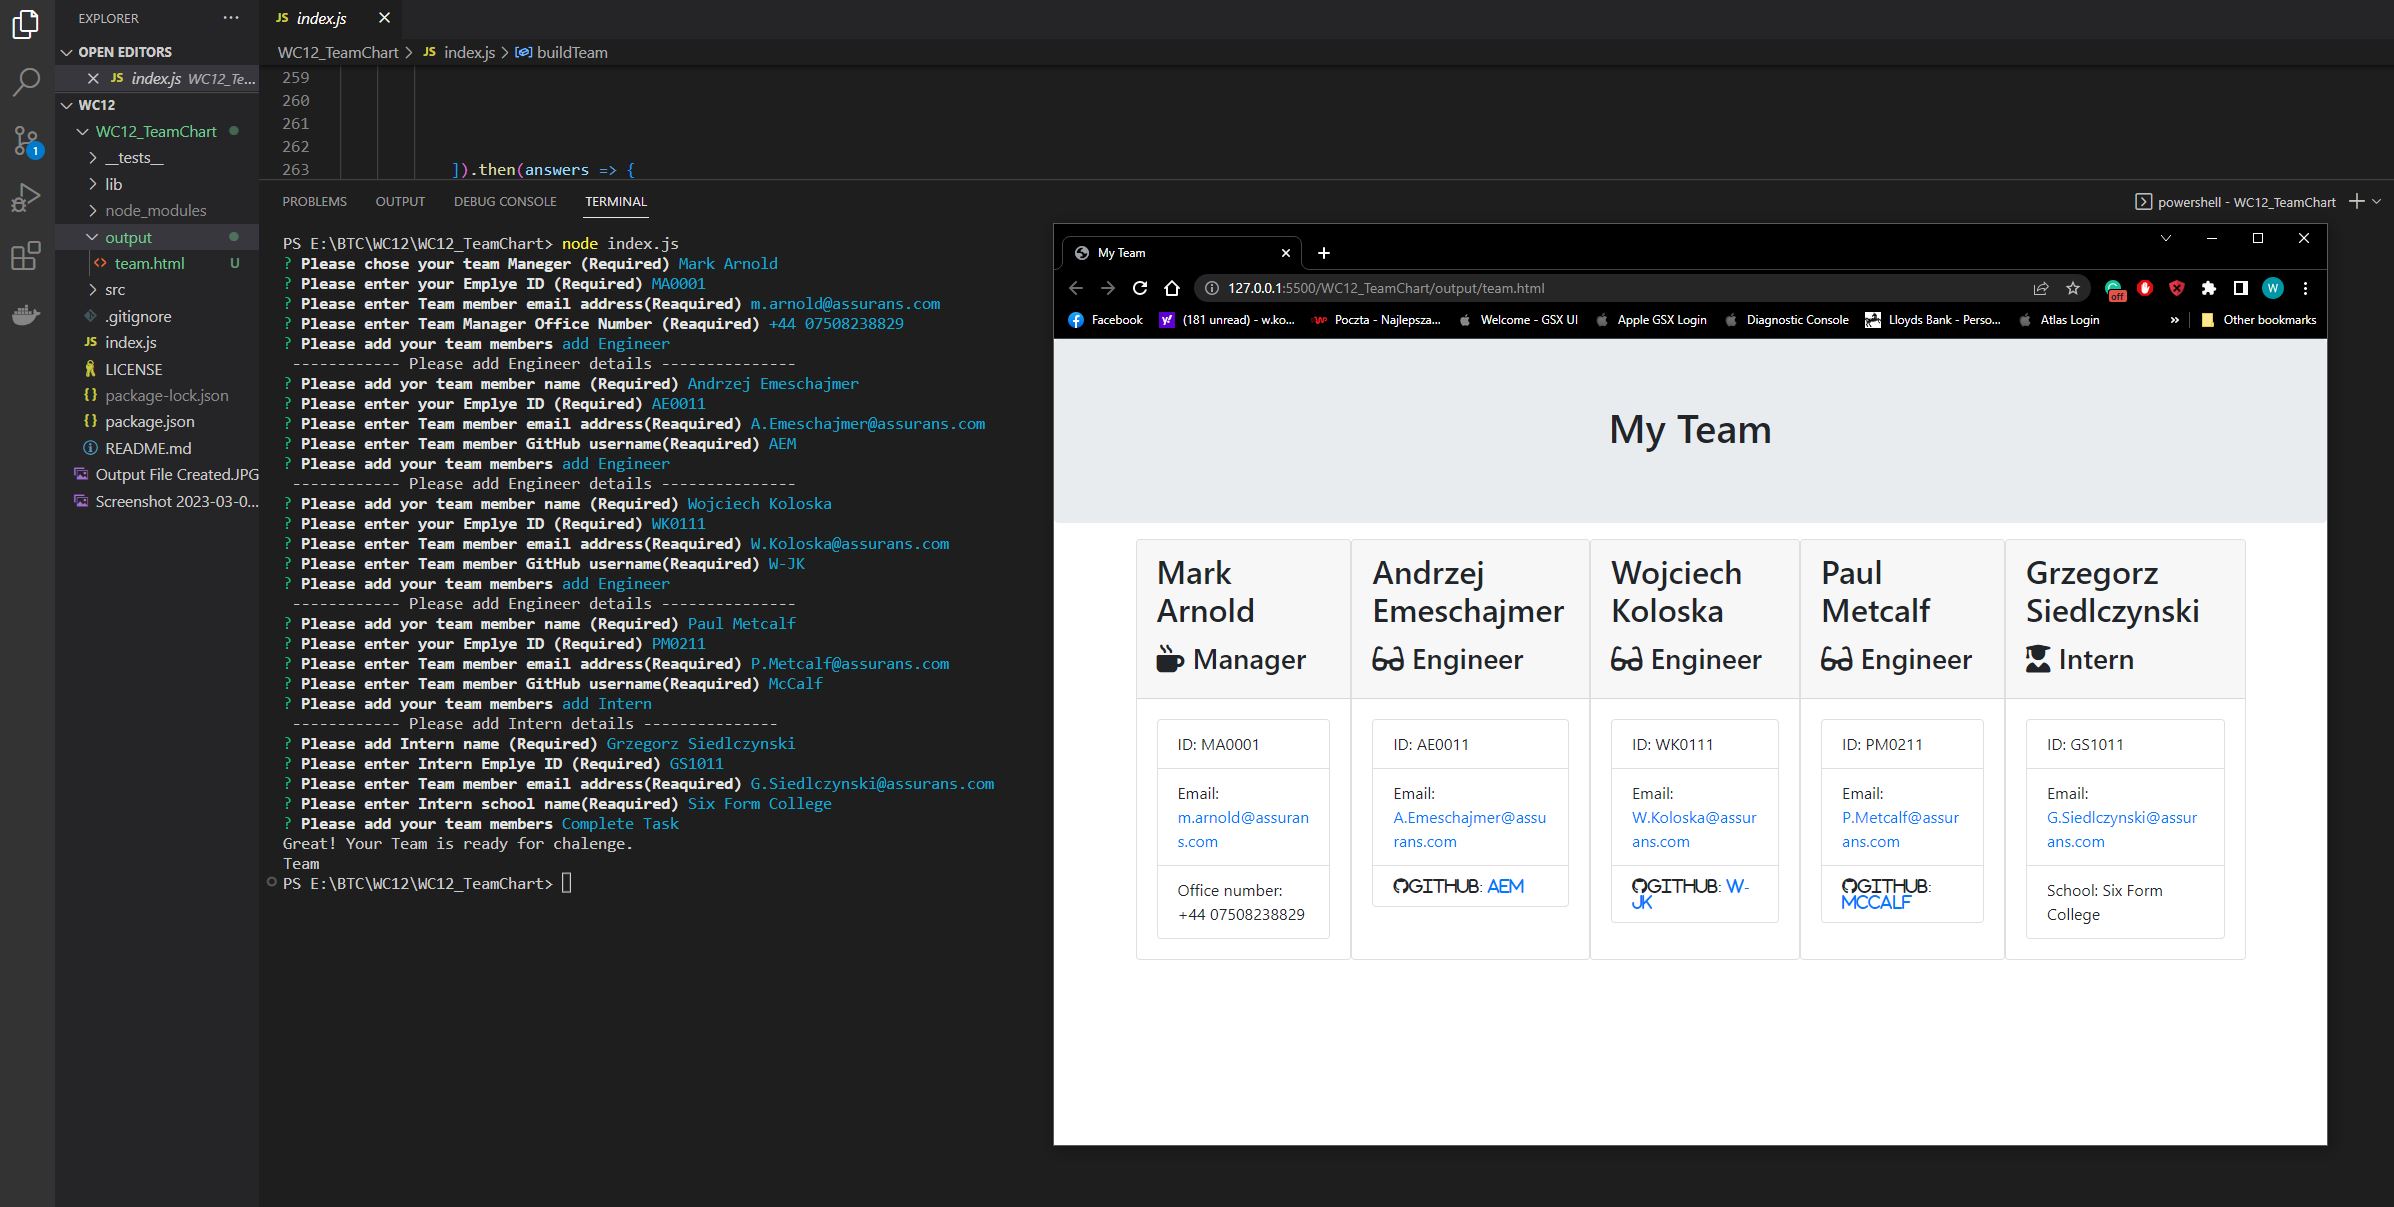 EXPLORER
OPEN EDITORS
JS index.js WC12_Te...
WC12
WC12_TeamChart
__tests__
lib
node_modules
output
<> team.html U
src
.gitignore
JS index.js
LICENSE
{} package-lock.json
{} package.json
README.md
Output File Created.JPG
Screenshot 2023-03-0...
1
JS index.js
WC12_TeamChart > JS index.js > buildTeam
259
260
261
262
263 ]).then(answers => {
PROBLEMS OUTPUT DEBUG CONSOLE TERMINAL
powershell - WC12_TeamChart
PS E:\BTC\WC12\WC12_TeamChart> node index.js
? Please chose your team Maneger (Required) Mark Arnold
? Please enter your Emplye ID (Required) MA0001
? Please enter Team member email address(Reaquired) m.arnold@assurans.com
? Please enter Team Manager Office Number (Reaquired) +44 07508238829
? Please add your team members add Engineer
------------ Please add Engineer details ---------------
? Please add yor team member name (Required) Andrzej Emeschajmer
? Please enter your Emplye ID (Required) AE0011
? Please enter Team member email address(Reaquired) A.Emeschajmer@assurans.com
? Please enter Team member GitHub username(Reaquired) AEM
? Please add your team members add Engineer
------------ Please add Engineer details ---------------
? Please add yor team member name (Required) Wojciech Koloska
? Please enter your Emplye ID (Required) WK0111
? Please enter Team member email address(Reaquired) W.Koloska@assurans.com
? Please enter Team member GitHub username(Reaquired) W-JK
? Please add your team members add Engineer
------------ Please add Engineer details ---------------
? Please add yor team member name (Required) Paul Metcalf
? Please enter your Emplye ID (Required) PM0211
? Please enter Team member email address(Reaquired) P.Metcalf@assurans.com
? Please enter Team member GitHub username(Reaquired) McCalf
? Please add your team members add Intern
------------ Please add Intern details ---------------
? Please add Intern name (Required) Grzegorz Siedlczynski
? Please enter Intern Emplye ID (Required) GS1011
? Please enter Team member email address(Reaquired) G.Siedlczynski@assurans.com
? Please enter Intern school name(Reaquired) Six Form College
? Please add your team members Complete Task
Great! Your Team is ready for chalenge.
Team
PS E:\BTC\WC12\WC12_TeamChart>
My Team
127.0.0.1:5500/WC12_TeamChart/output/team.html
off
W
Facebook (181 unread) - w.ko... Poczta - Najlepsza... Welcome - GSX UI Apple GSX Login Diagnostic Console Lloyds Bank - Perso... Atlas Login » Other bookmarks
My Team
Mark
Arnold
Manager
ID: MA0001
Email:
m.arnold@assuran
s.com
Office number:
+44 07508238829
Andrzej
Emeschajmer
Engineer
ID: AE0011
Email:
A.Emeschajmer@assu
rans.com
GITHUB: AEM
Wojciech
Koloska
Engineer
ID: WK0111
Email:
W.Koloska@assur
ans.com
GITHUB: W-
JK
Paul
Metcalf
Engineer
ID: PM0211
Email:
P.Metcalf@assur
ans.com
GITHUB:
MCCALF
Grzegorz
Siedlczynski
Intern
ID: GS1011
Email:
G.Siedlczynski@assur
ans.com
School: Six Form
College